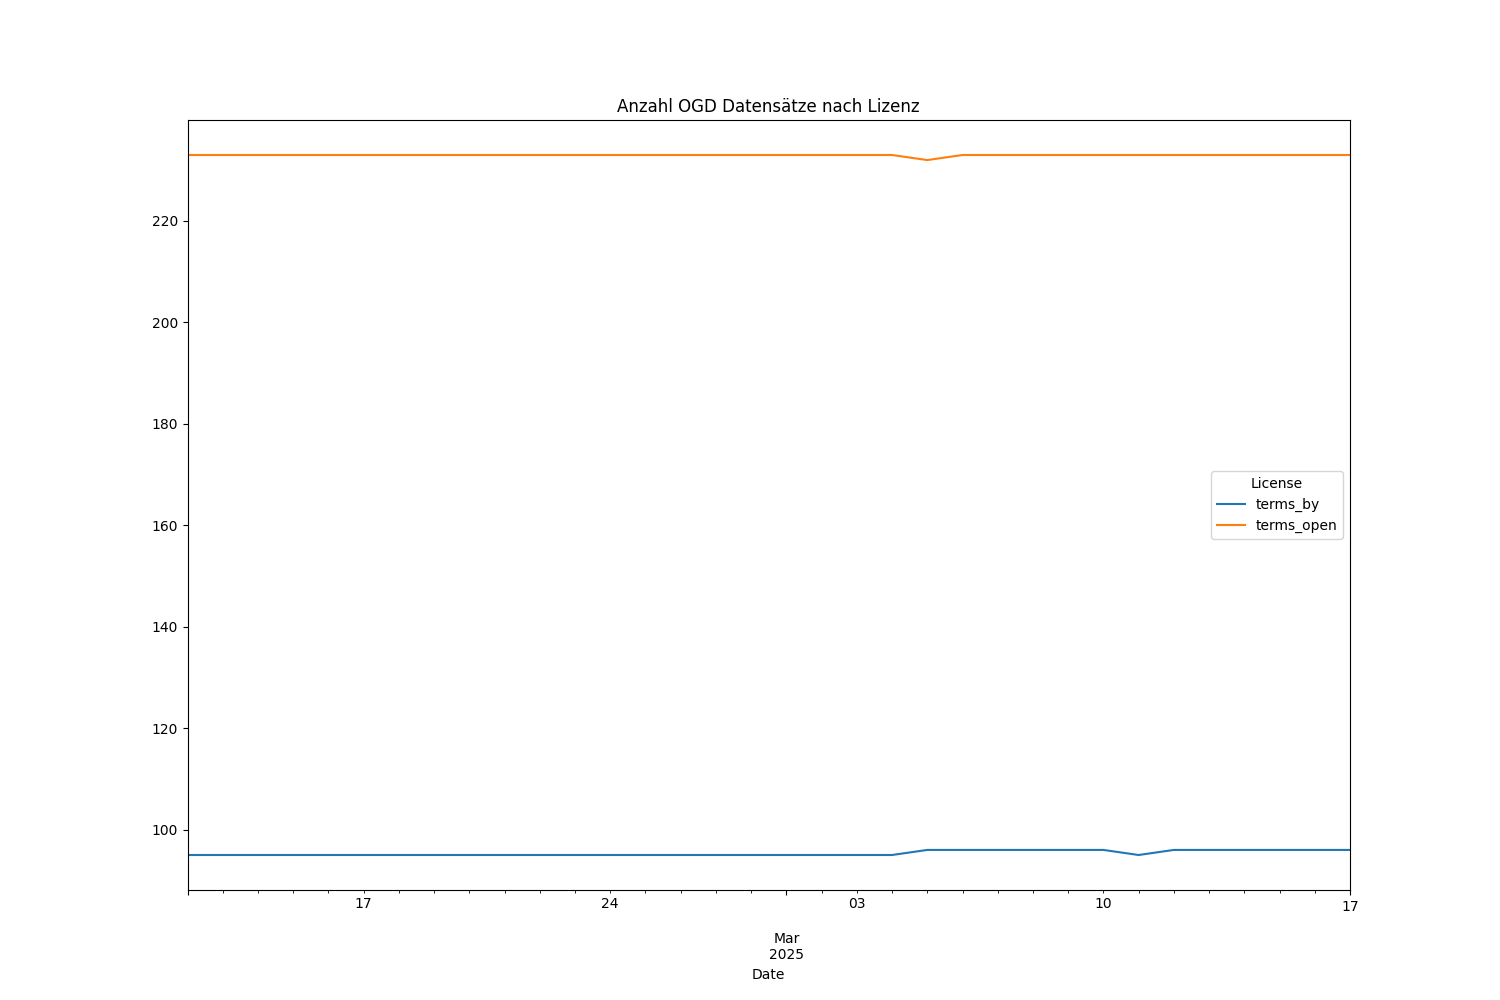 Anzahl OGD Datensätze nach Lizenz
220
200
180
160
140
120
100
License
terms_by
terms_open
17
24
03
10
17
Mar
2025
Date